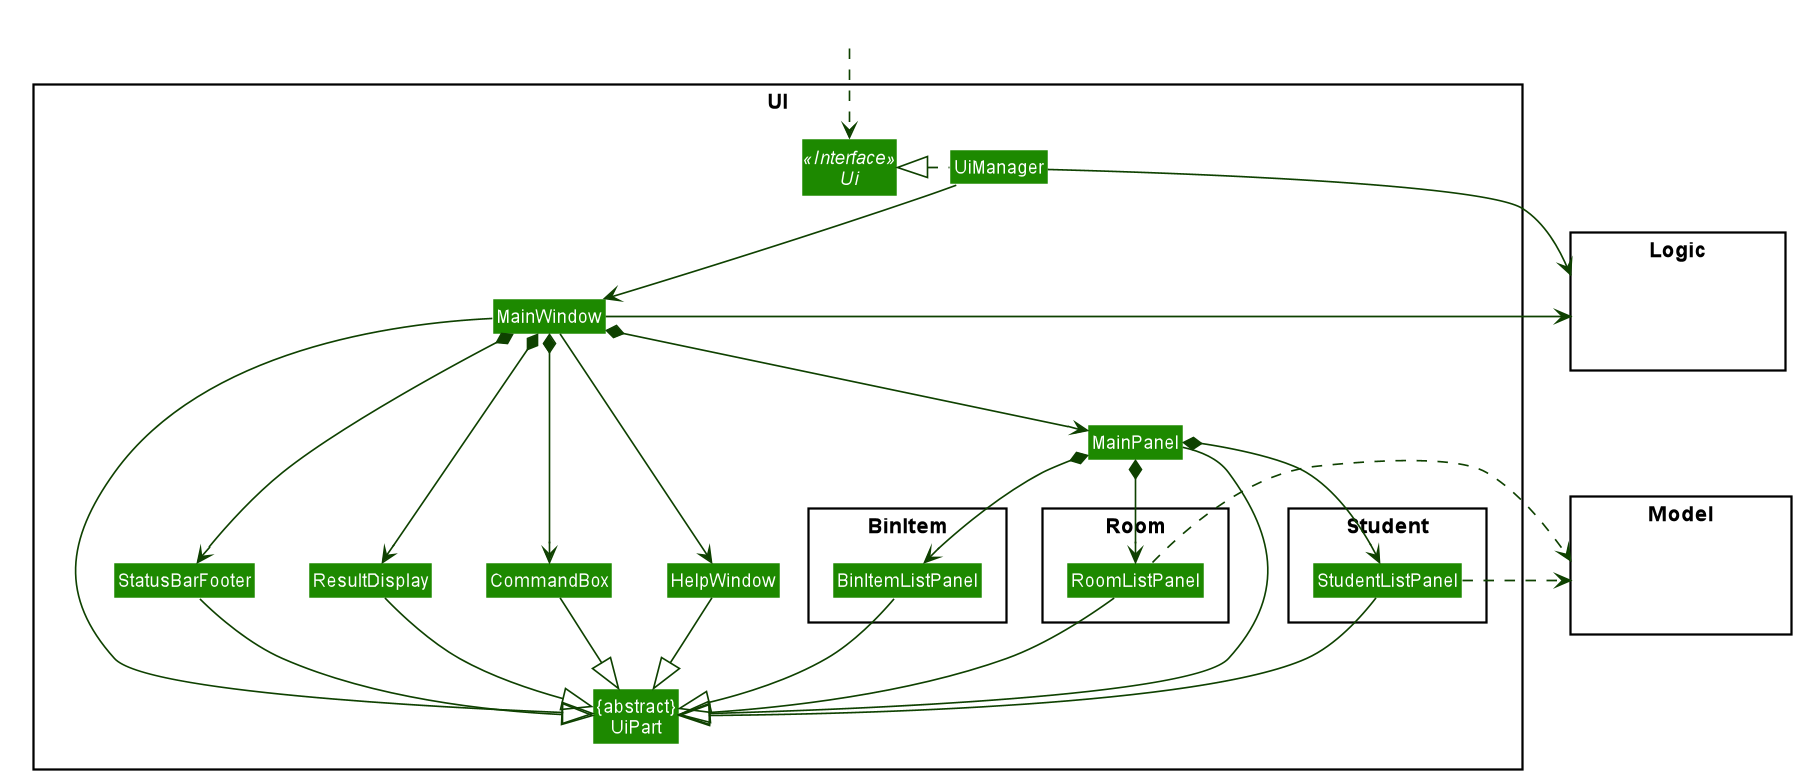 UI
«Interface»
Ui
UiManager
Logic
MainWindow
MainPanel
Model
BinItem
Room
Student
StatusBarFooter
ResultDisplay
CommandBox
HelpWindow
BinItemListPanel
RoomListPanel
StudentListPanel
{abstract}
UiPart